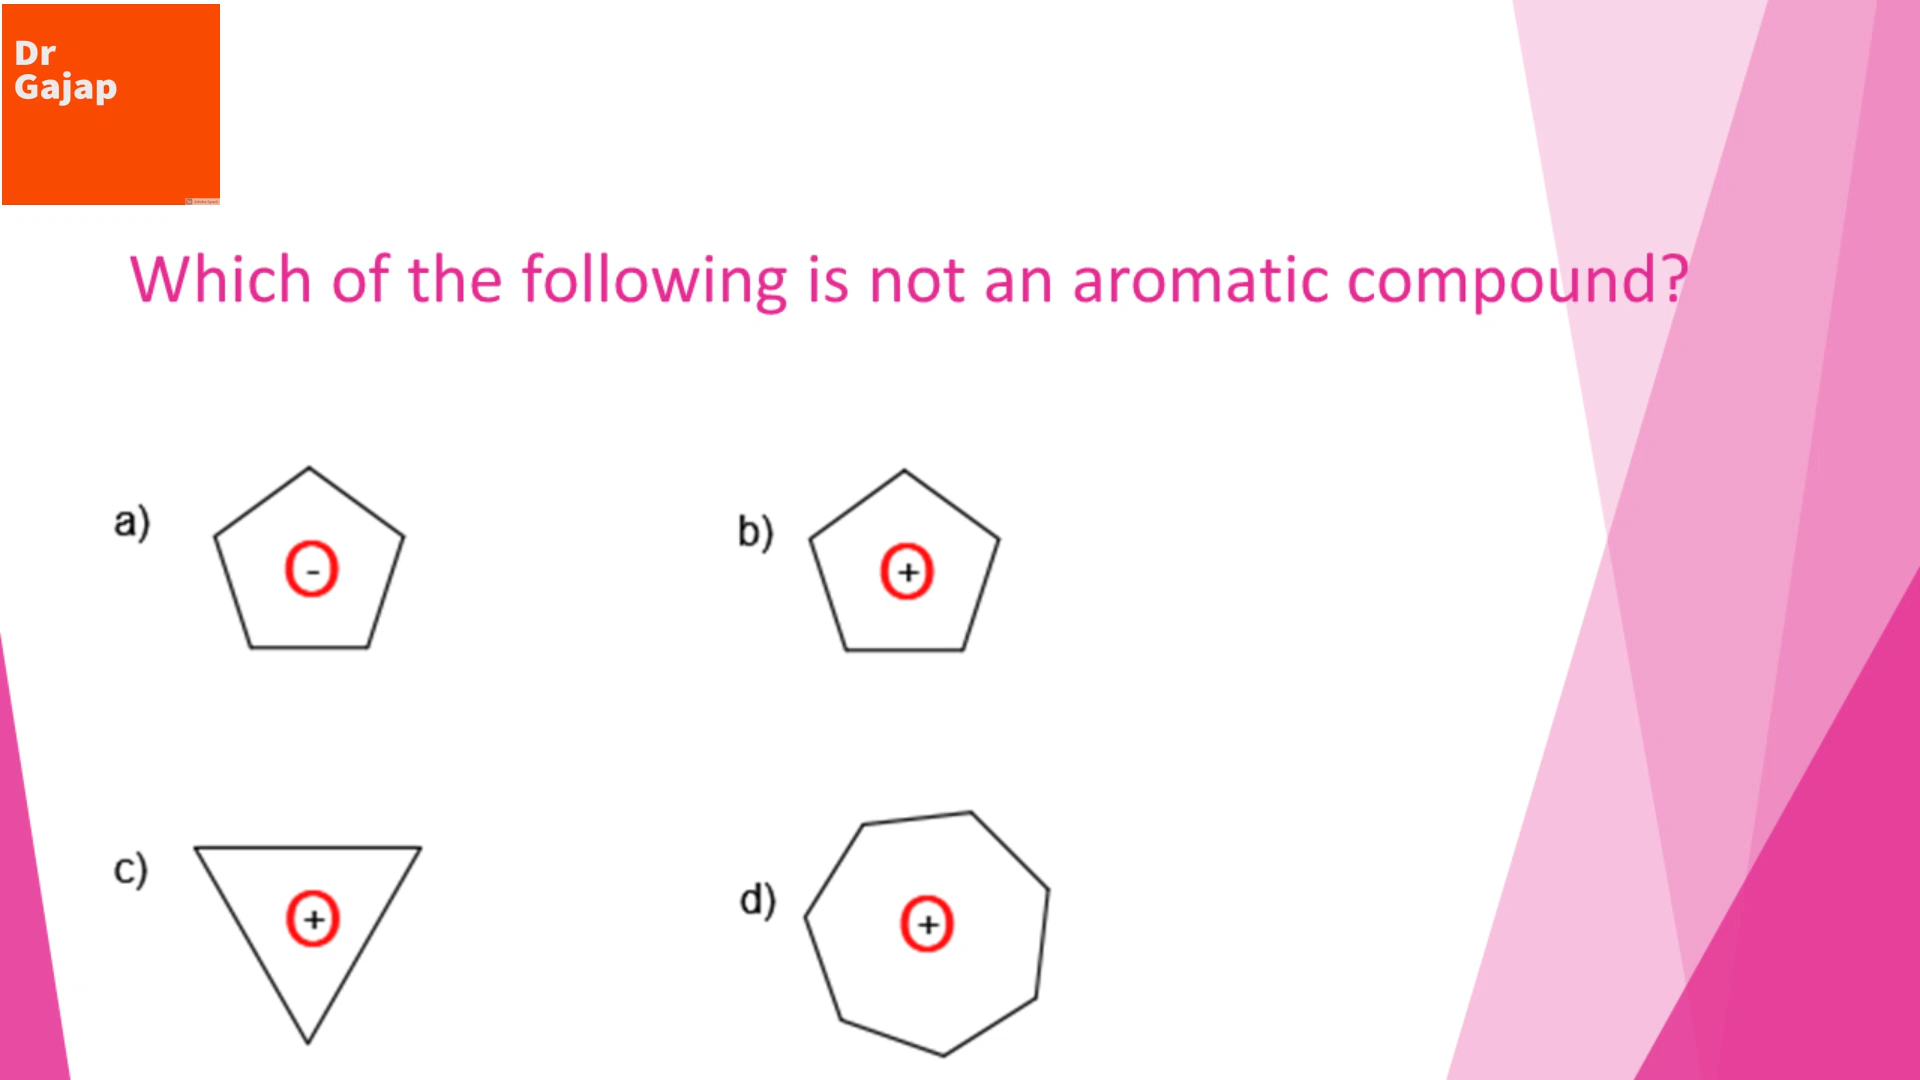 Dr
Gajap
Which of the following is not an aromatic compound?
a)
-
b)
+
c)
+
d)
+